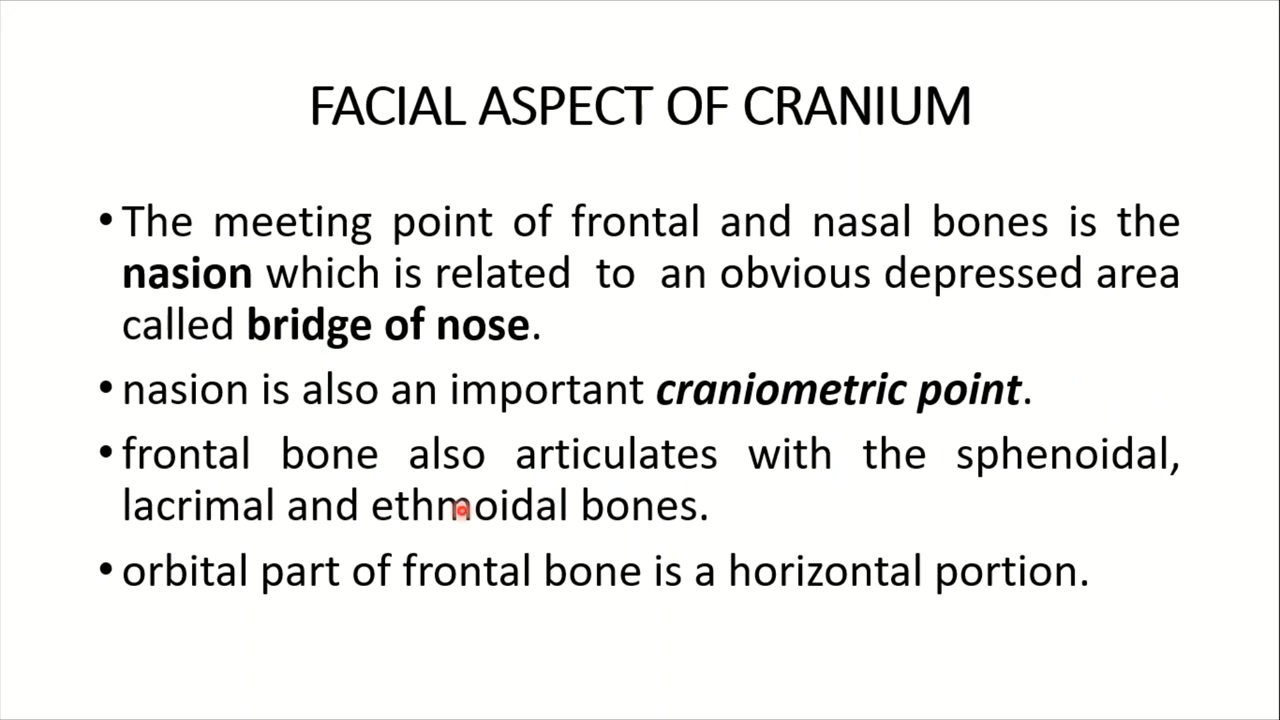 FACIAL ASPECT OF CRANIUM
• The meeting point of frontal and nasal bones is the
nasion which is related to an obvious depressed area
called bridge of nose.
• nasion is also an important craniometric point.
• frontal bone also articulates with the sphenoidal,
lacrimal and ethmoidal bones.
• orbital part of frontal bone is a horizontal portion.